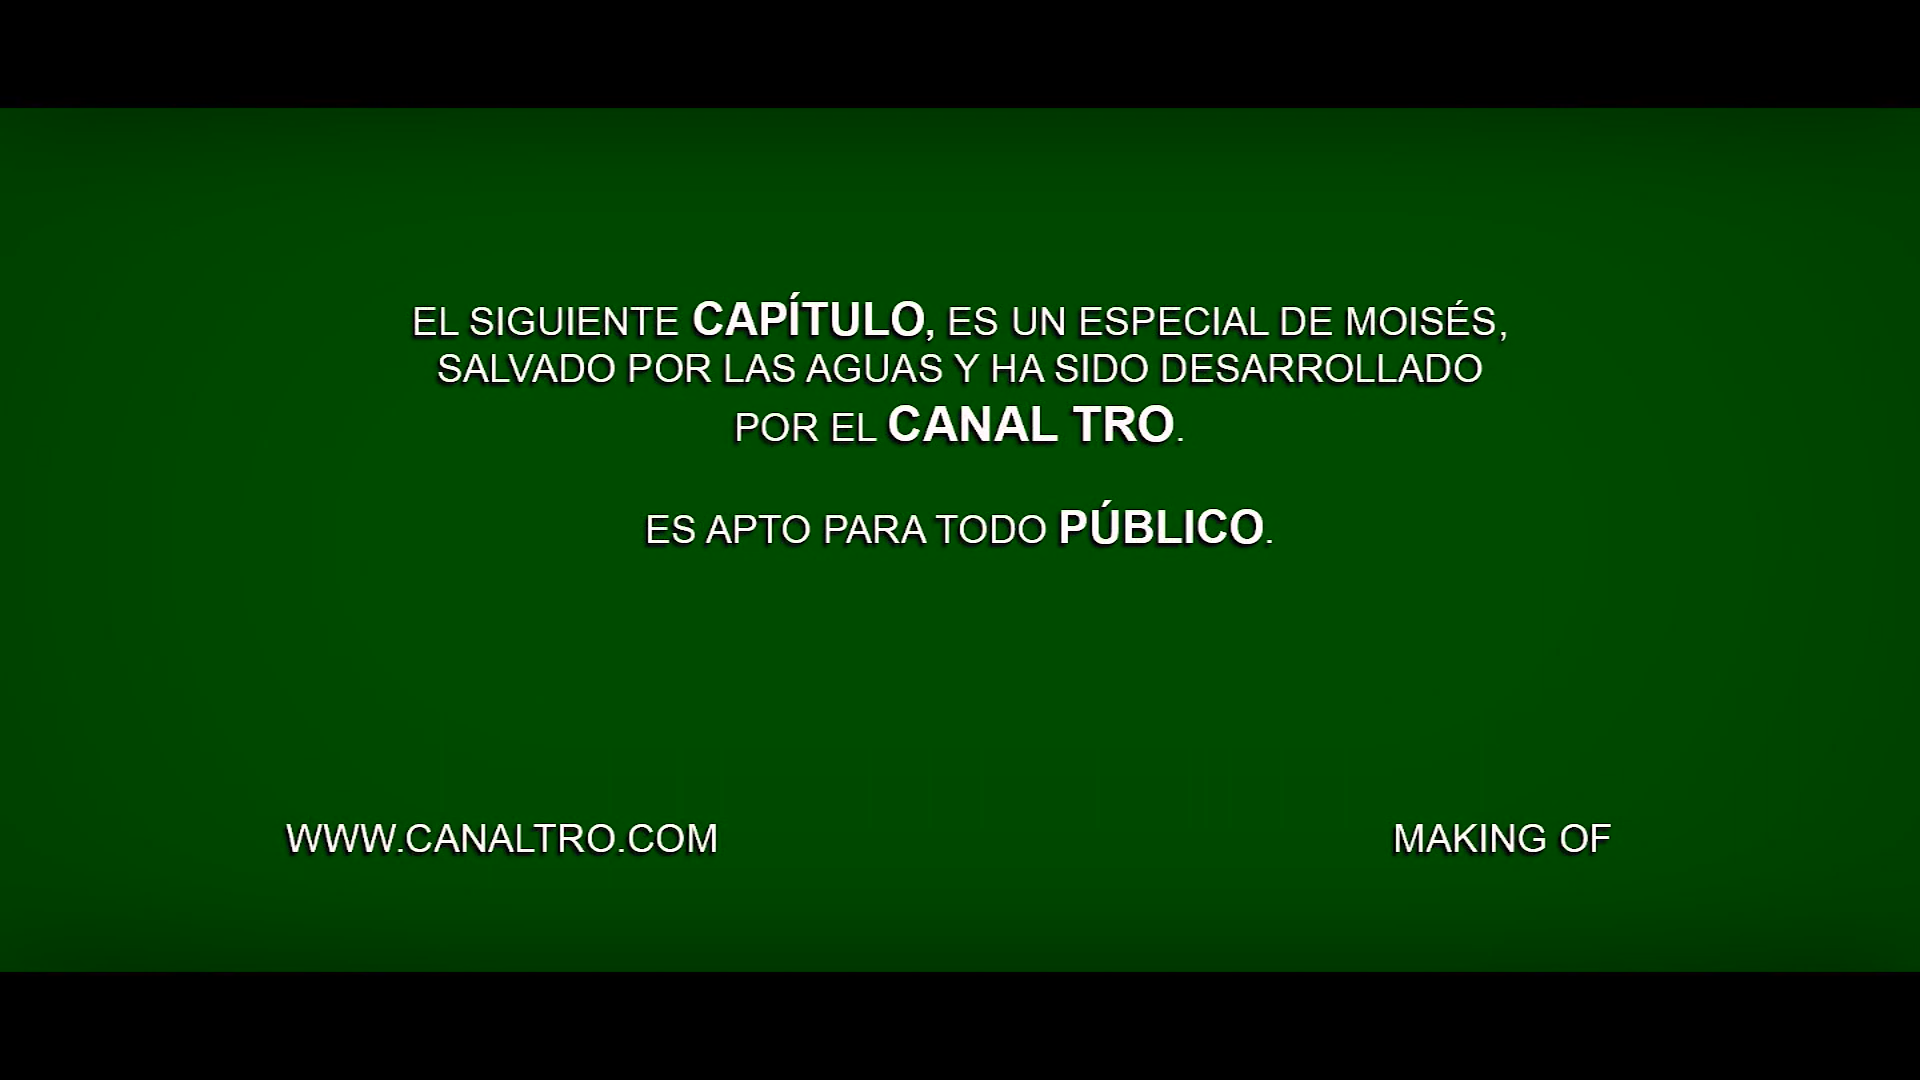 EL SIGUIENTE CAPÍTULO, ES UN ESPECIAL DE MOISÉS,
SALVADO POR LAS AGUAS Y HA SIDO DESARROLLADO
POR EL CANAL TRO.
ES APTO PARA TODO PÚBLICO.
WWW.CANALTRO.COM
MAKING OF